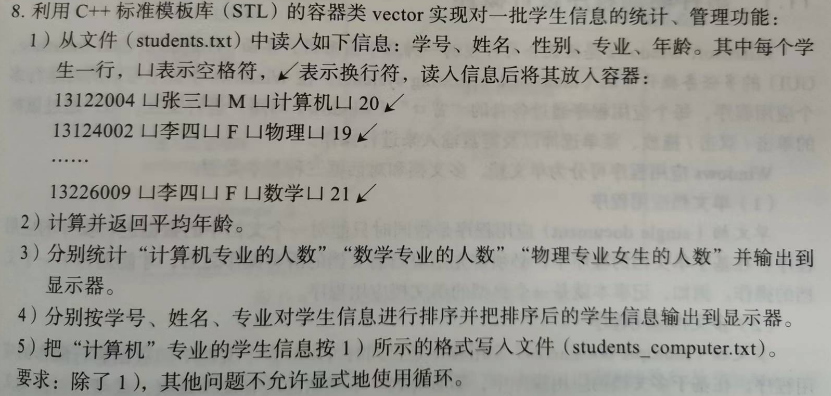 8. 利用 C++ 标准模板库（STL）的容器类 vector 实现对一批学生信息的统计、管理功能：
1）从文件（students.txt）中读入如下信息：学号、姓名、性别、专业、年龄。其中每个学
生一行，⊔表示空格符，↙表示换行符，读入信息后将其放入容器：
13122004 ⊔张三⊔ M ⊔计算机⊔ 20 ↙
13124002 ⊔李四⊔ F ⊔物理⊔ 19 ↙
……
13226009 ⊔李四⊔ F ⊔数学⊔ 21 ↙
2）计算并返回平均年龄。
3）分别统计“计算机专业的人数”“数学专业的人数”“物理专业女生的人数”并输出到
显示器。
4）分别按学号、姓名、专业对学生信息进行排序并把排序后的学生信息输出到显示器。
5）把“计算机”专业的学生信息按 1）所示的格式写入文件（students_computer.txt）。
要求：除了 1），其他问题不允许显式地使用循环。